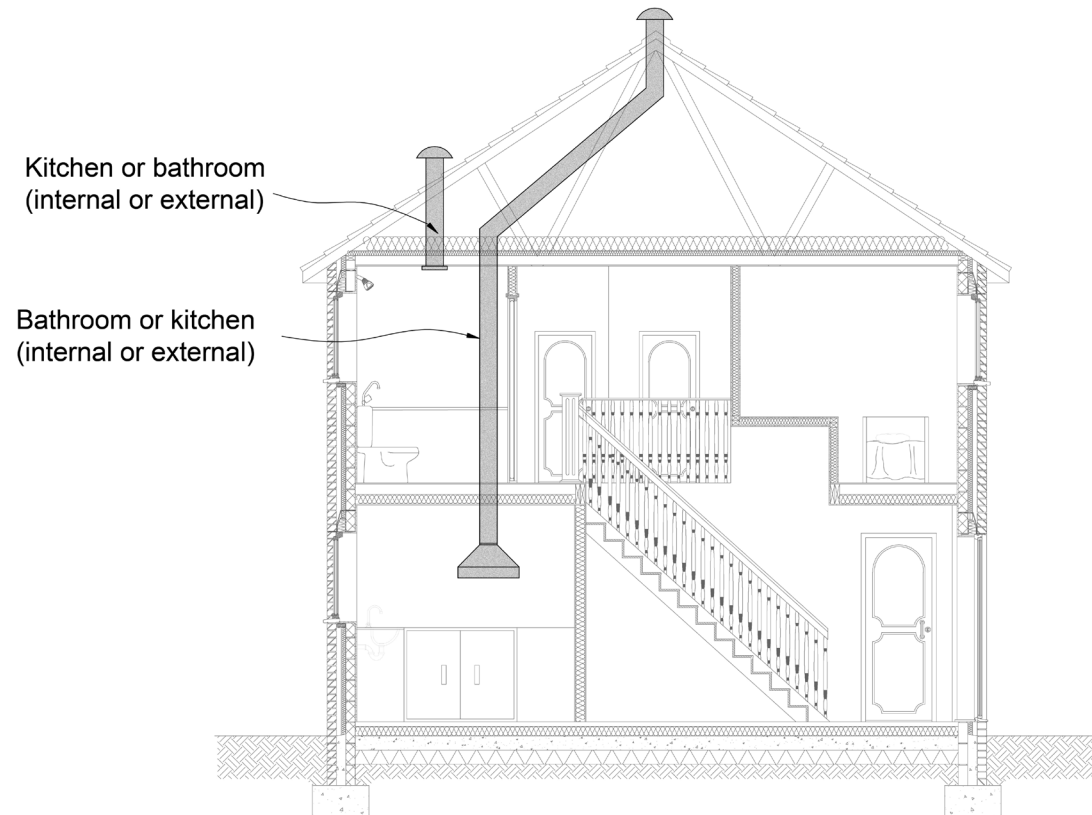 Kitchen or bathroom
(internal or external)
Bathroom or kitchen
(internal or external)